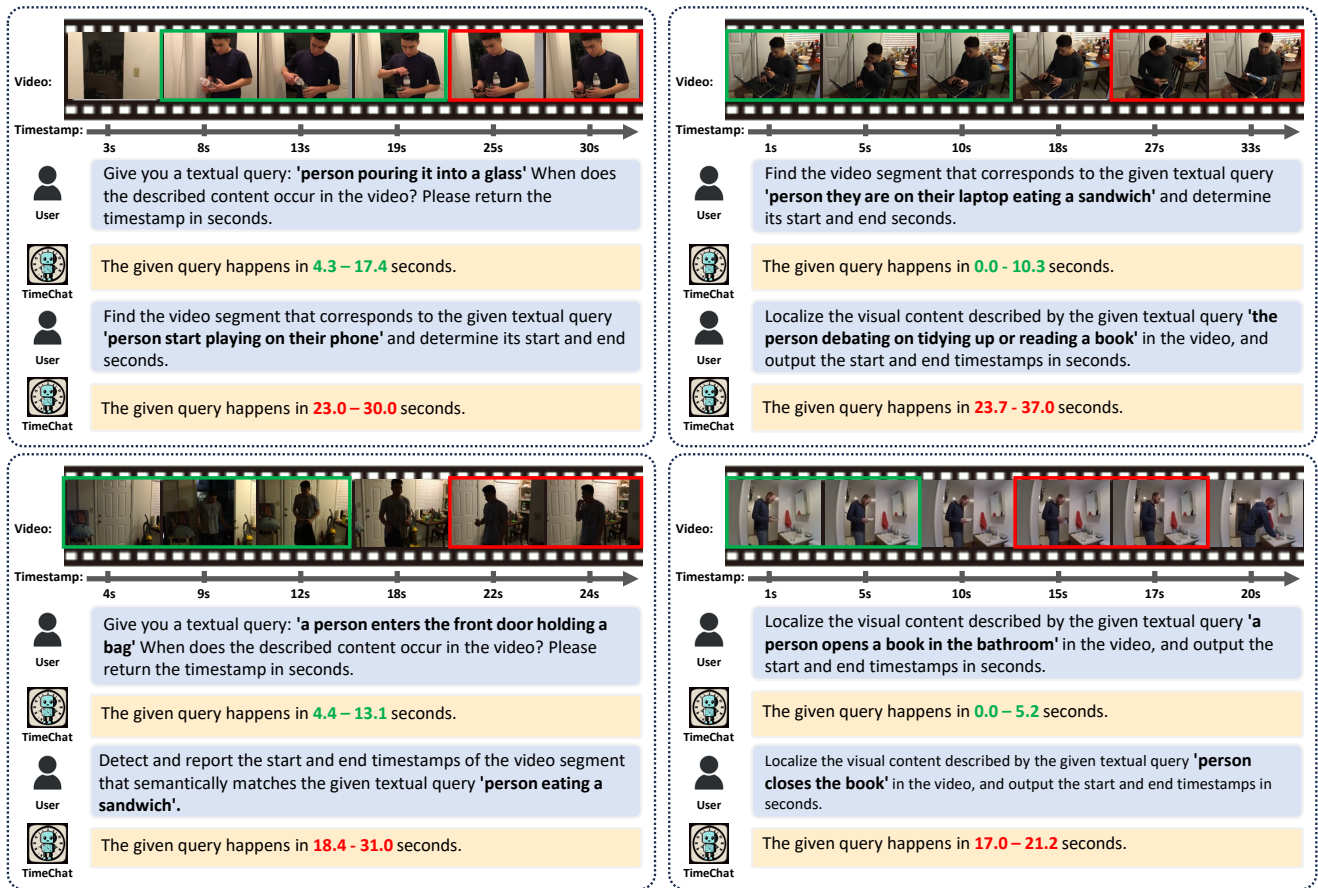 Video:
Timestamp:
3s 8s 13s 19s 25s 30s
User
Give you a textual query: 'person pouring it into a glass' When does
the described content occur in the video? Please return the
timestamp in seconds.
TimeChat
The given query happens in 4.3 – 17.4 seconds.
User
Find the video segment that corresponds to the given textual query
'person start playing on their phone' and determine its start and end
seconds.
TimeChat
The given query happens in 23.0 – 30.0 seconds.
Video:
Timestamp:
1s 5s 10s 18s 27s 33s
User
Find the video segment that corresponds to the given textual query
'person they are on their laptop eating a sandwich' and determine
its start and end seconds.
TimeChat
The given query happens in 0.0 - 10.3 seconds.
User
Localize the visual content described by the given textual query 'the
person debating on tidying up or reading a book' in the video, and
output the start and end timestamps in seconds.
TimeChat
The given query happens in 23.7 - 37.0 seconds.
Video:
Timestamp:
4s 9s 12s 18s 22s 24s
User
Give you a textual query: 'a person enters the front door holding a
bag' When does the described content occur in the video? Please
return the timestamp in seconds.
TimeChat
The given query happens in 4.4 – 13.1 seconds.
User
Detect and report the start and end timestamps of the video segment
that semantically matches the given textual query 'person eating a
sandwich'.
TimeChat
The given query happens in 18.4 - 31.0 seconds.
Video:
Timestamp:
1s 5s 10s 15s 17s 20s
User
Localize the visual content described by the given textual query 'a
person opens a book in the bathroom' in the video, and output the
start and end timestamps in seconds.
TimeChat
The given query happens in 0.0 – 5.2 seconds.
User
Localize the visual content described by the given textual query 'person
closes the book' in the video, and output the start and end timestamps in
seconds.
TimeChat
The given query happens in 17.0 – 21.2 seconds.